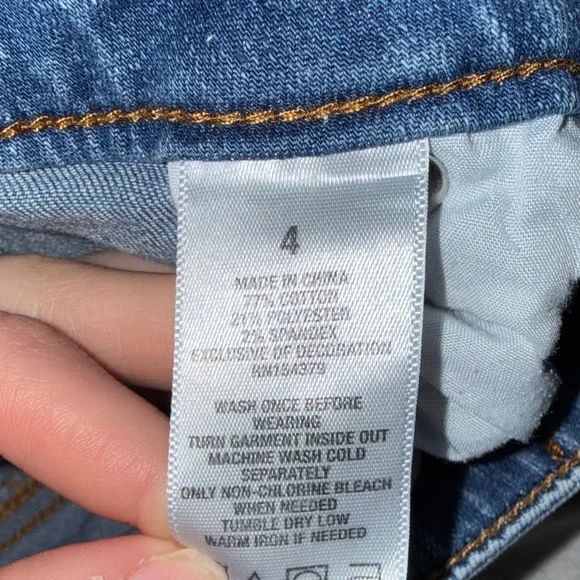 4
MADE IN CHINA
77% COTTON
21% POLYESTER
2% SPANDEX
EXCLUSIVE OF DECORATION
RN154379
WASH ONCE BEFORE
WEARING
TURN GARMENT INSIDE OUT
MACHINE WASH COLD
SEPARATELY
ONLY NON-CHLORINE BLEACH
WHEN NEEDED
TUMBLE DRY LOW
WARM IRON IF NEEDED